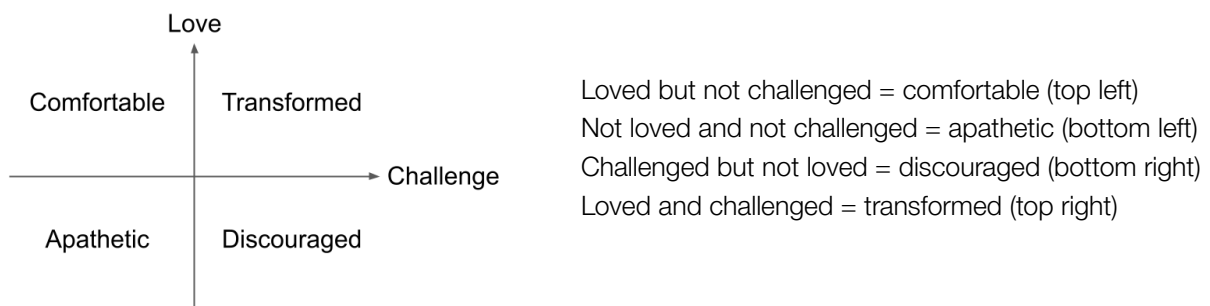 Love
Comfortable
Transformed
Challenge
Apathetic
Discouraged
Loved but not challenged = comfortable (top left)
Not loved and not challenged = apathetic (bottom left)
Challenged but not loved = discouraged (bottom right)
Loved and challenged = transformed (top right)